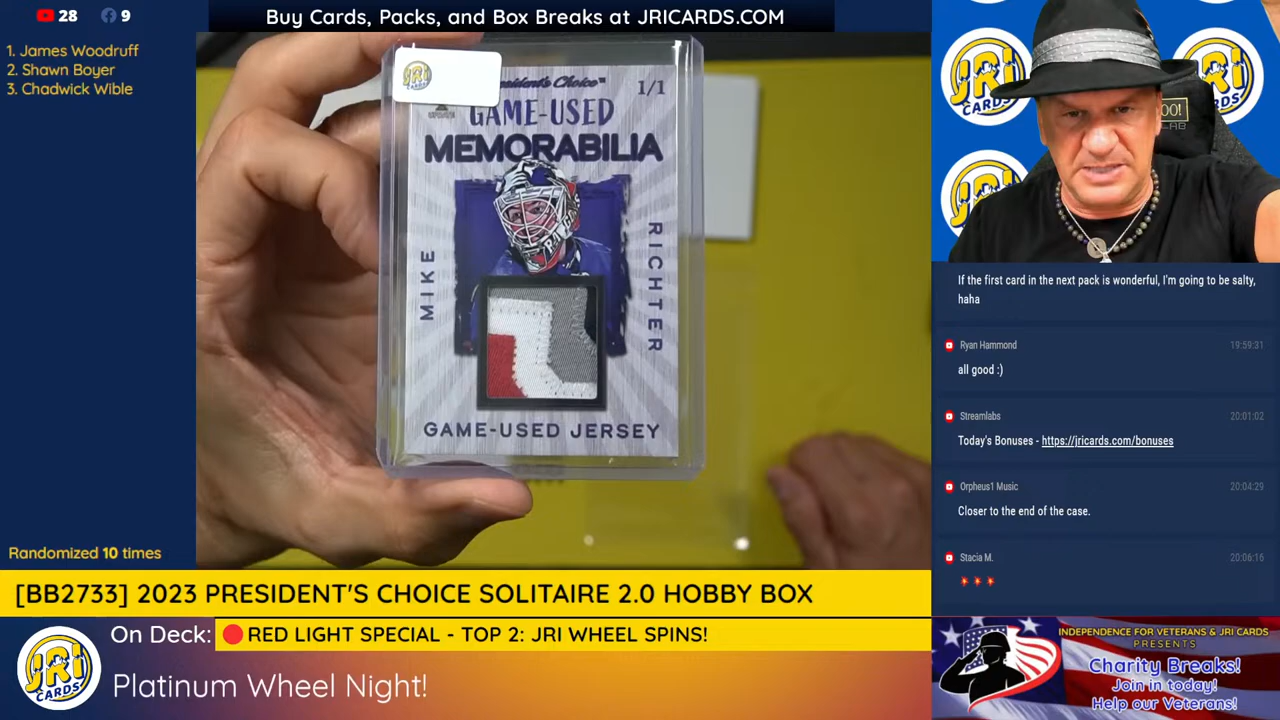 28
9
Buy Cards, Packs, and Box Breaks at JRICARDS.COM
1. James Woodruff
2. Shawn Boyer
3. Chadwick Wible
Randomized 10 times
President's Choice
1/1
UPDATE
GAME-USED
MEMORABILIA
MIKE
RICHTER
GAME-USED JERSEY
JRI
CARDS
JRI
CARDS
If the first card in the next pack is wonderful, I'm going to be salty,
haha
Ryan Hammond
19:59:31
all good :)
Streamlabs
20:01:02
Today's Bonuses - https://jricards.com/bonuses
Orpheus1 Music
20:04:29
Closer to the end of the case.
Stacia M.
20:06:16
[BB2733] 2023 PRESIDENT'S CHOICE SOLITAIRE 2.0 HOBBY BOX
On Deck:
RED LIGHT SPECIAL - TOP 2: JRI WHEEL SPINS!
JRI
CARDS
Platinum Wheel Night!
INDEPENDENCE FOR VETERANS & JRI CARDS
PRESENTS
Charity Breaks!
Join in today!
Help our Veterans!